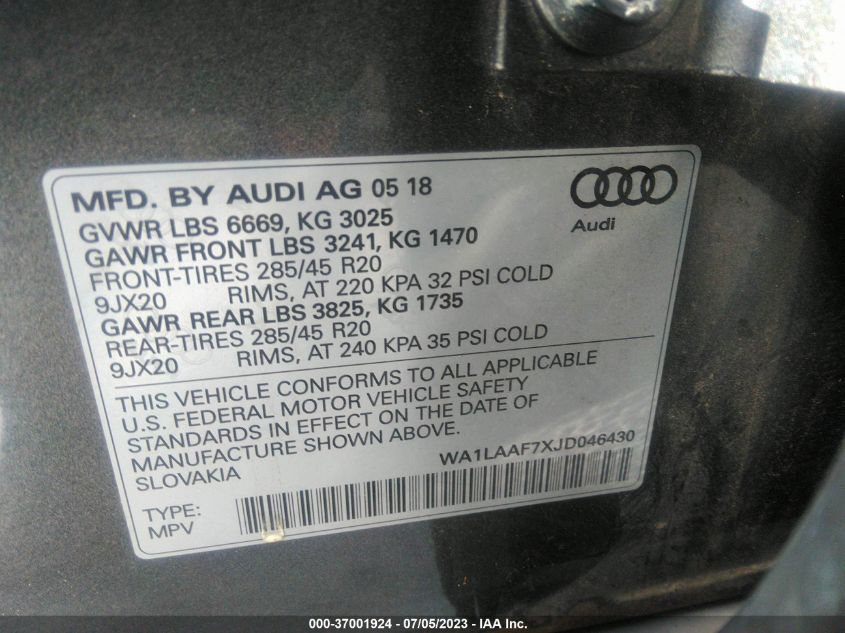 MFD. BY AUDI AG 05 18
GVWR LBS 6669, KG 3025
GAWR FRONT LBS 3241, KG 1470
FRONT-TIRES 285/45 R20
9JX20 RIMS, AT 220 KPA 32 PSI COLD
GAWR REAR LBS 3825, KG 1735
REAR-TIRES 285/45 R20
9JX20 RIMS, AT 240 KPA 35 PSI COLD
Audi
THIS VEHICLE CONFORMS TO ALL APPLICABLE
U.S. FEDERAL MOTOR VEHICLE SAFETY
STANDARDS IN EFFECT ON THE DATE OF
MANUFACTURE SHOWN ABOVE.
SLOVAKIA
WA1LAAF7XJD046430
TYPE:
MPV
000-37001924 - 07/05/2023 - IAA Inc.